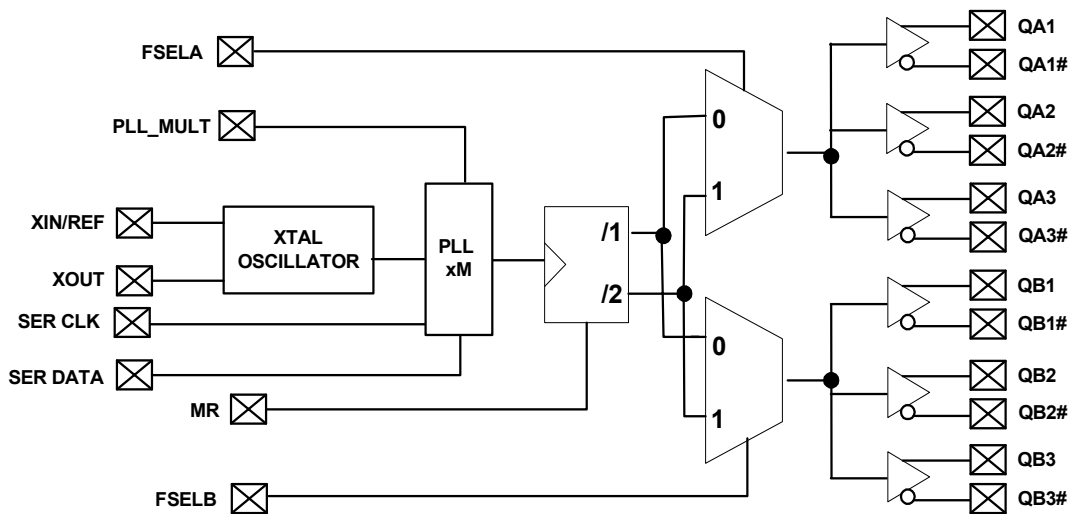 FSELA
PLL_MULT
XIN/REF
XOUT
SER CLK
SER DATA
MR
FSELB
XTAL
OSCILLATOR
PLL
xM
/1
/2
0
1
0
1
QA1
QA1#
QA2
QA2#
QA3
QA3#
QB1
QB1#
QB2
QB2#
QB3
QB3#